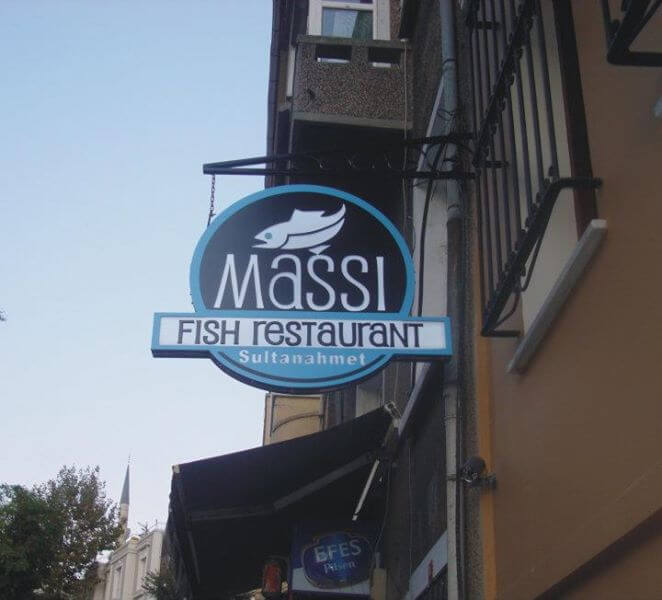 MaSSI
FISH restaurant
Sultanahmet
EFES
Pilsen